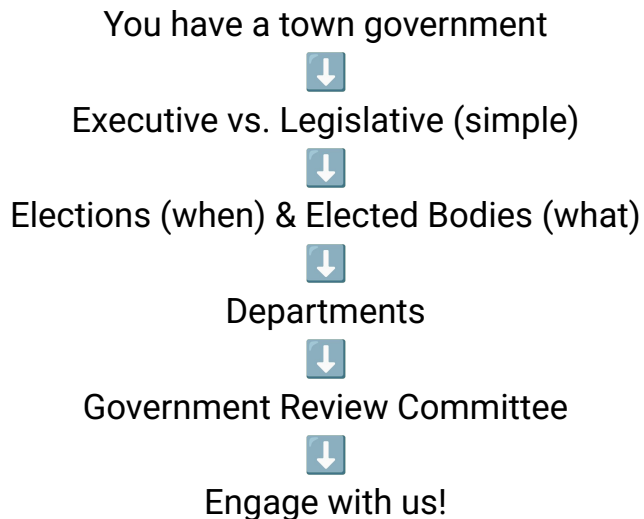 You have a town government
⬇️
Executive vs. Legislative (simple)
⬇️
Elections (when) & Elected Bodies (what)
⬇️
Departments
⬇️
Government Review Committee
⬇️
Engage with us!